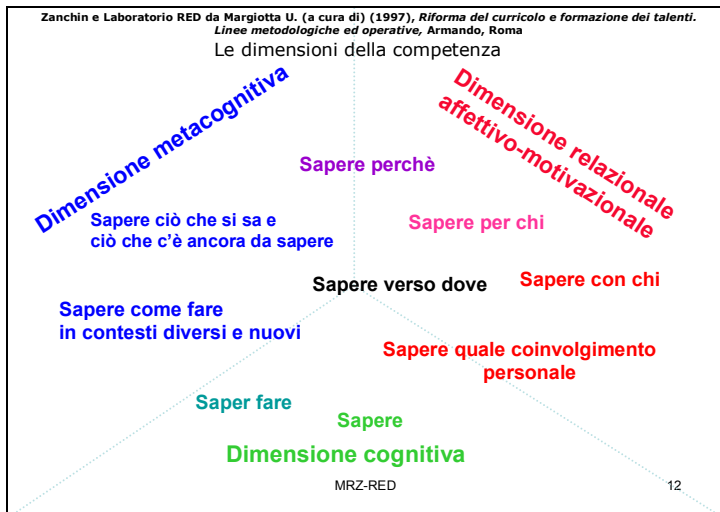 Zanchin e Laboratorio RED da Margiotta U. (a cura di) (1997), Riforma del curricolo e formazione dei talenti.
Linee metodologiche ed operative, Armando, Roma
Le dimensioni della competenza
Dimensione metacognitiva
Dimensione relazionale
affettivo-motivazionale
Sapere perchè
Sapere ciò che si sa e
ciò che c'è ancora da sapere
Sapere per chi
Sapere verso dove
Sapere con chi
Sapere come fare
in contesti diversi e nuovi
Sapere quale coinvolgimento
personale
Saper fare
Sapere
Dimensione cognitiva
MRZ-RED
12